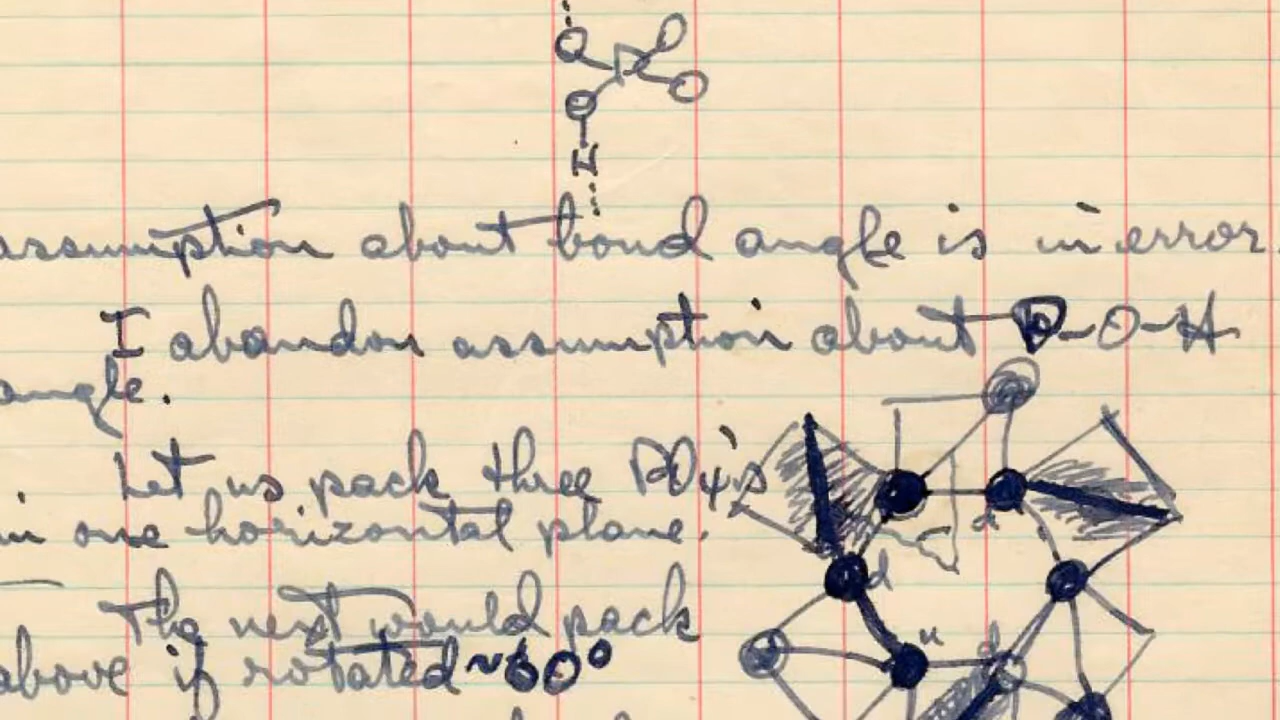 P
H
assumption about bond angle is in error.
I abandon assumption about P-O-H
angle.
Let us pack three PO4's
in one horizontal plane.
The next would pack
above if rotated ~60°
d
d
u
d